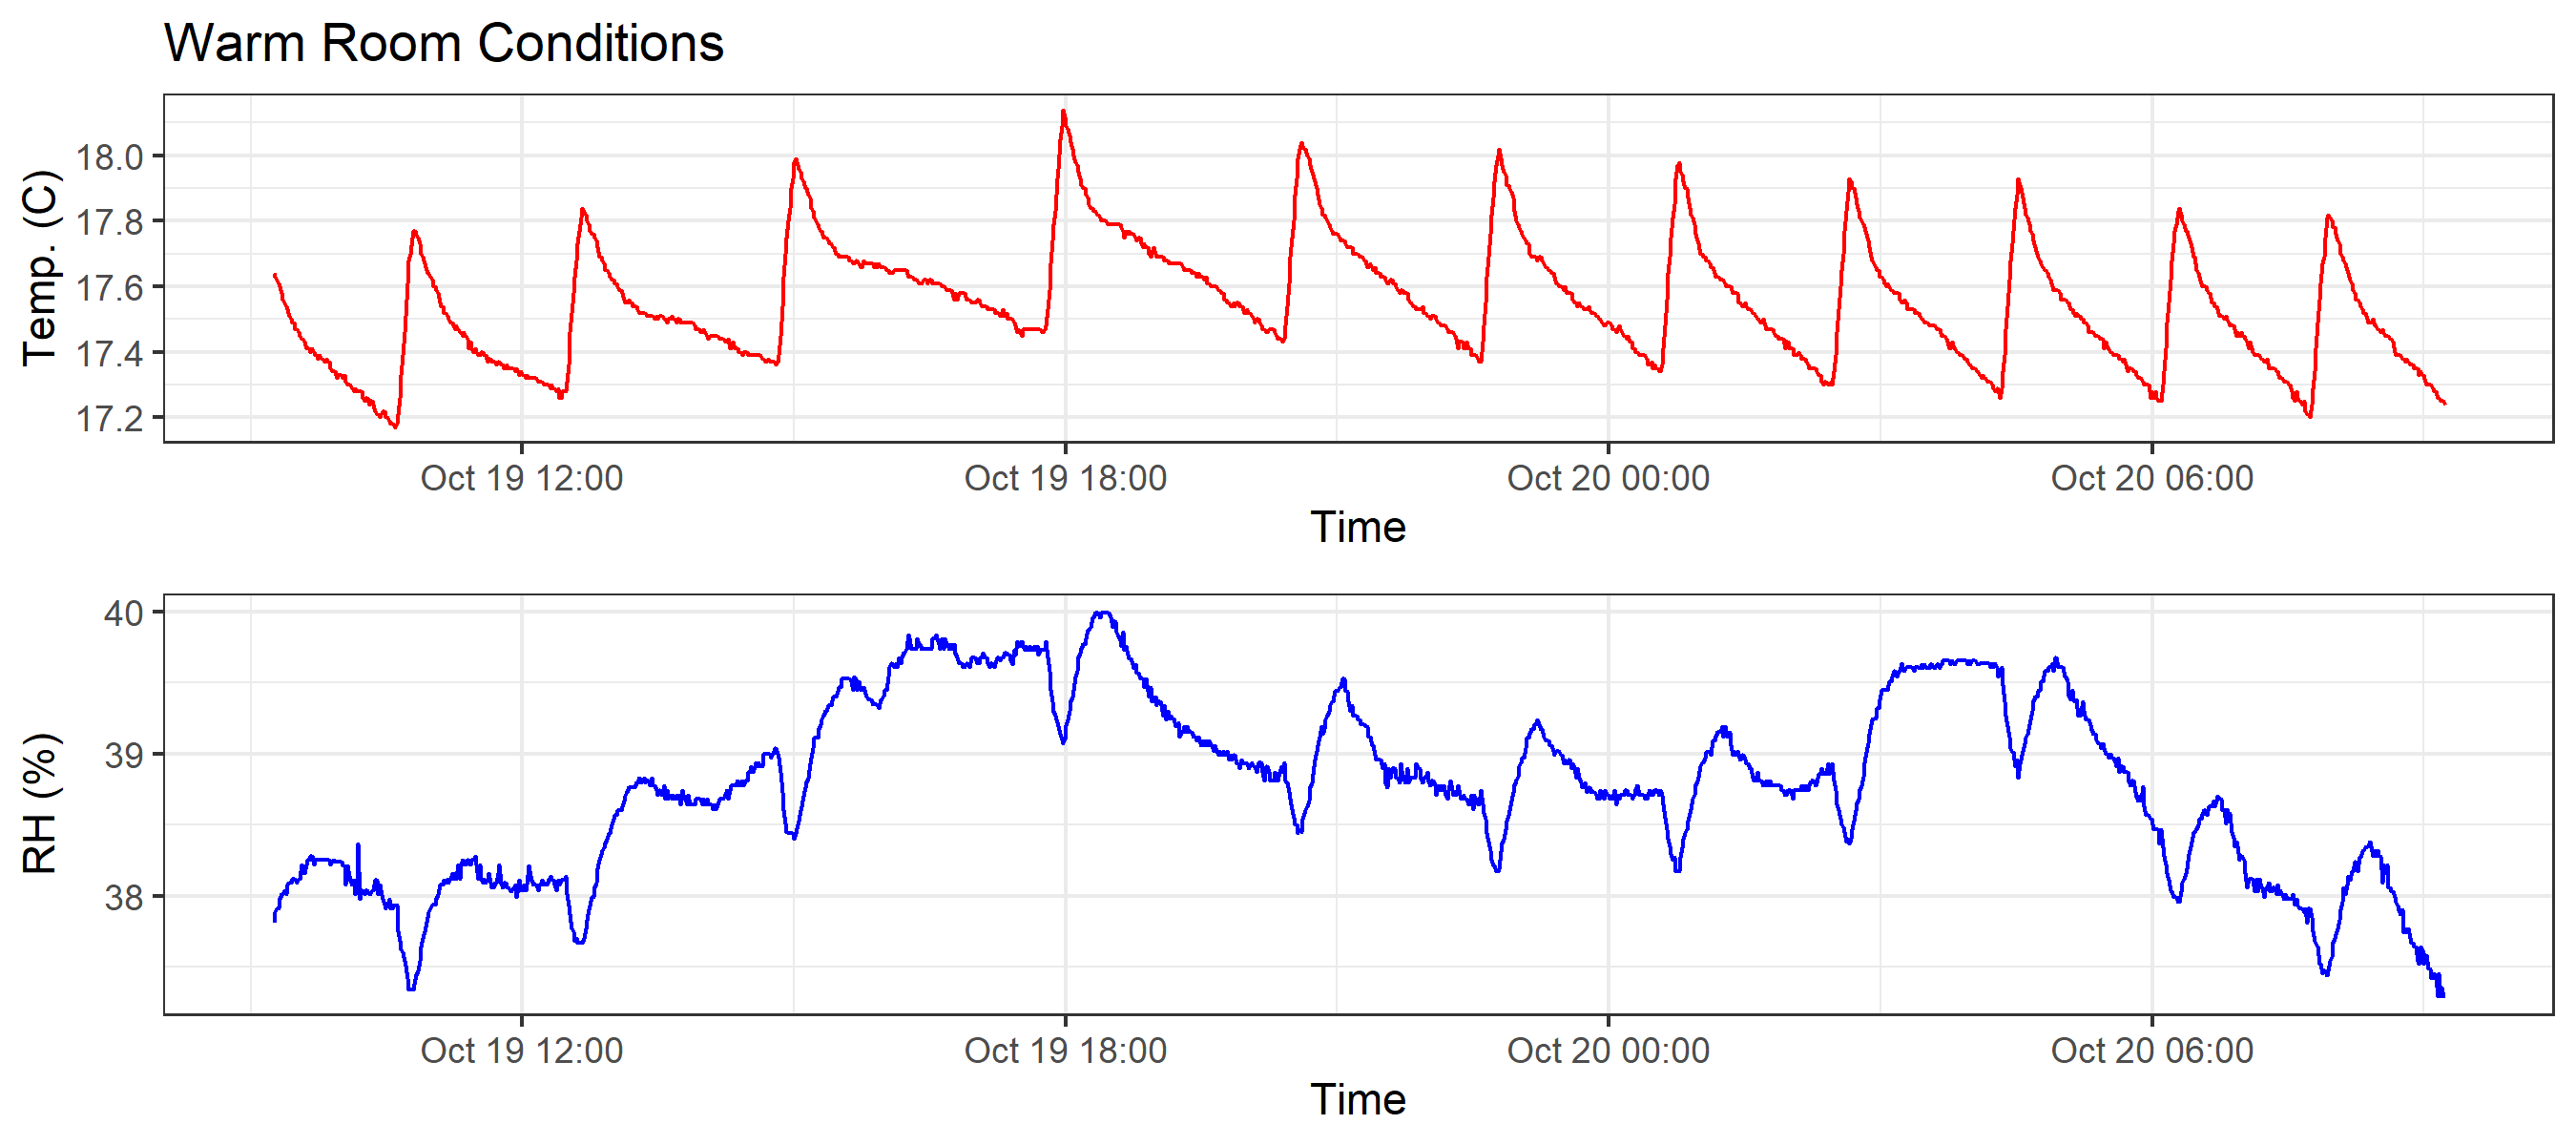 Warm Room Conditions
Temp. (C)
18.0
17.8
17.6
17.4
17.2
Oct 19 12:00 Oct 19 18:00 Oct 20 00:00 Oct 20 06:00
Time
RH (%)
40
39
38
Oct 19 12:00 Oct 19 18:00 Oct 20 00:00 Oct 20 06:00
Time